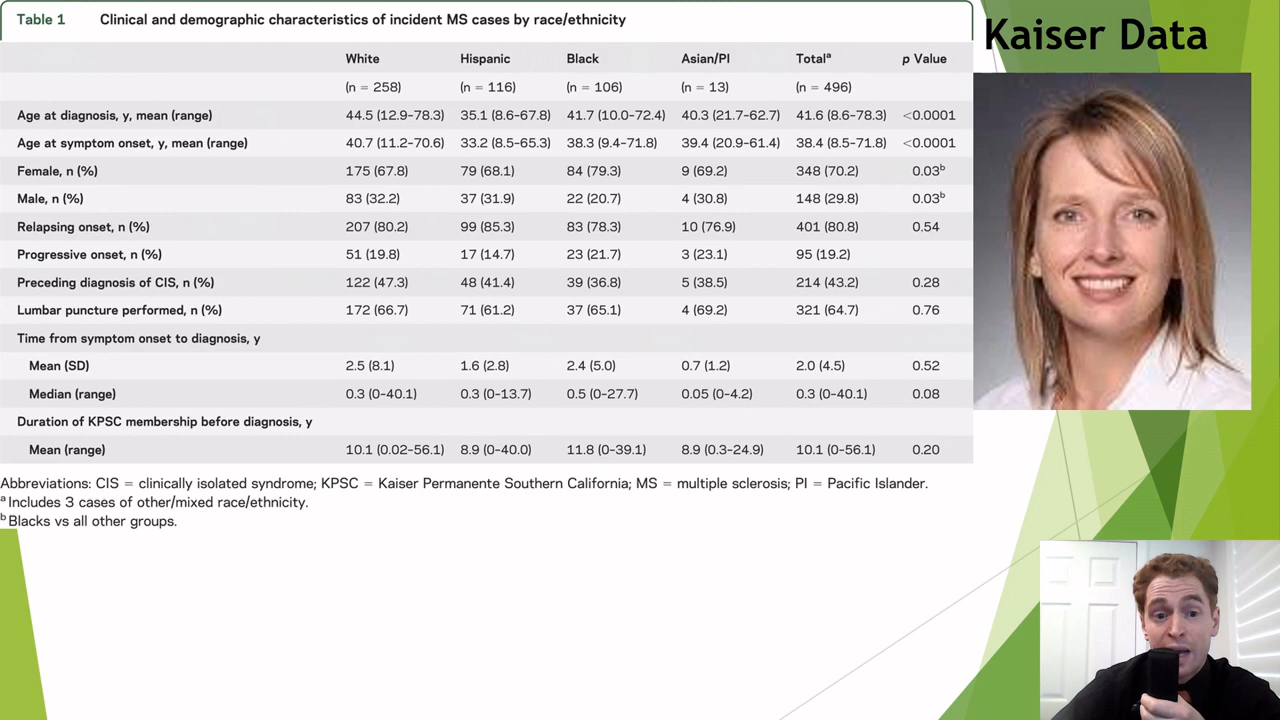 Table 1 Clinical and demographic characteristics of incident MS cases by race/ethnicity
Kaiser Data
White Hispanic Black Asian/PI Totalᵃ p Value
(n = 258) (n = 116) (n = 106) (n = 13) (n = 496)
Age at diagnosis, y, mean (range) 44.5 (12.9–78.3) 35.1 (8.6–67.8) 41.7 (10.0–72.4) 40.3 (21.7–62.7) 41.6 (8.6–78.3) <0.0001
Age at symptom onset, y, mean (range) 40.7 (11.2–70.6) 33.2 (8.5–65.3) 38.3 (9.4–71.8) 39.4 (20.9–61.4) 38.4 (8.5–71.8) <0.0001
Female, n (%) 175 (67.8) 79 (68.1) 84 (79.3) 9 (69.2) 348 (70.2) 0.03ᵇ
Male, n (%) 83 (32.2) 37 (31.9) 22 (20.7) 4 (30.8) 148 (29.8) 0.03ᵇ
Relapsing onset, n (%) 207 (80.2) 99 (85.3) 83 (78.3) 10 (76.9) 401 (80.8) 0.54
Progressive onset, n (%) 51 (19.8) 17 (14.7) 23 (21.7) 3 (23.1) 95 (19.2)
Preceding diagnosis of CIS, n (%) 122 (47.3) 48 (41.4) 39 (36.8) 5 (38.5) 214 (43.2) 0.28
Lumbar puncture performed, n (%) 172 (66.7) 71 (61.2) 37 (65.1) 4 (69.2) 321 (64.7) 0.76
Time from symptom onset to diagnosis, y
Mean (SD) 2.5 (8.1) 1.6 (2.8) 2.4 (5.0) 0.7 (1.2) 2.0 (4.5) 0.52
Median (range) 0.3 (0–40.1) 0.3 (0–13.7) 0.5 (0–27.7) 0.05 (0–4.2) 0.3 (0–40.1) 0.08
Duration of KPSC membership before diagnosis, y
Mean (range) 10.1 (0.02–56.1) 8.9 (0–40.0) 11.8 (0–39.1) 8.9 (0.3–24.9) 10.1 (0–56.1) 0.20
Abbreviations: CIS = clinically isolated syndrome; KPSC = Kaiser Permanente Southern California; MS = multiple sclerosis; PI = Pacific Islander.
ᵃ Includes 3 cases of other/mixed race/ethnicity.
ᵇ Blacks vs all other groups.